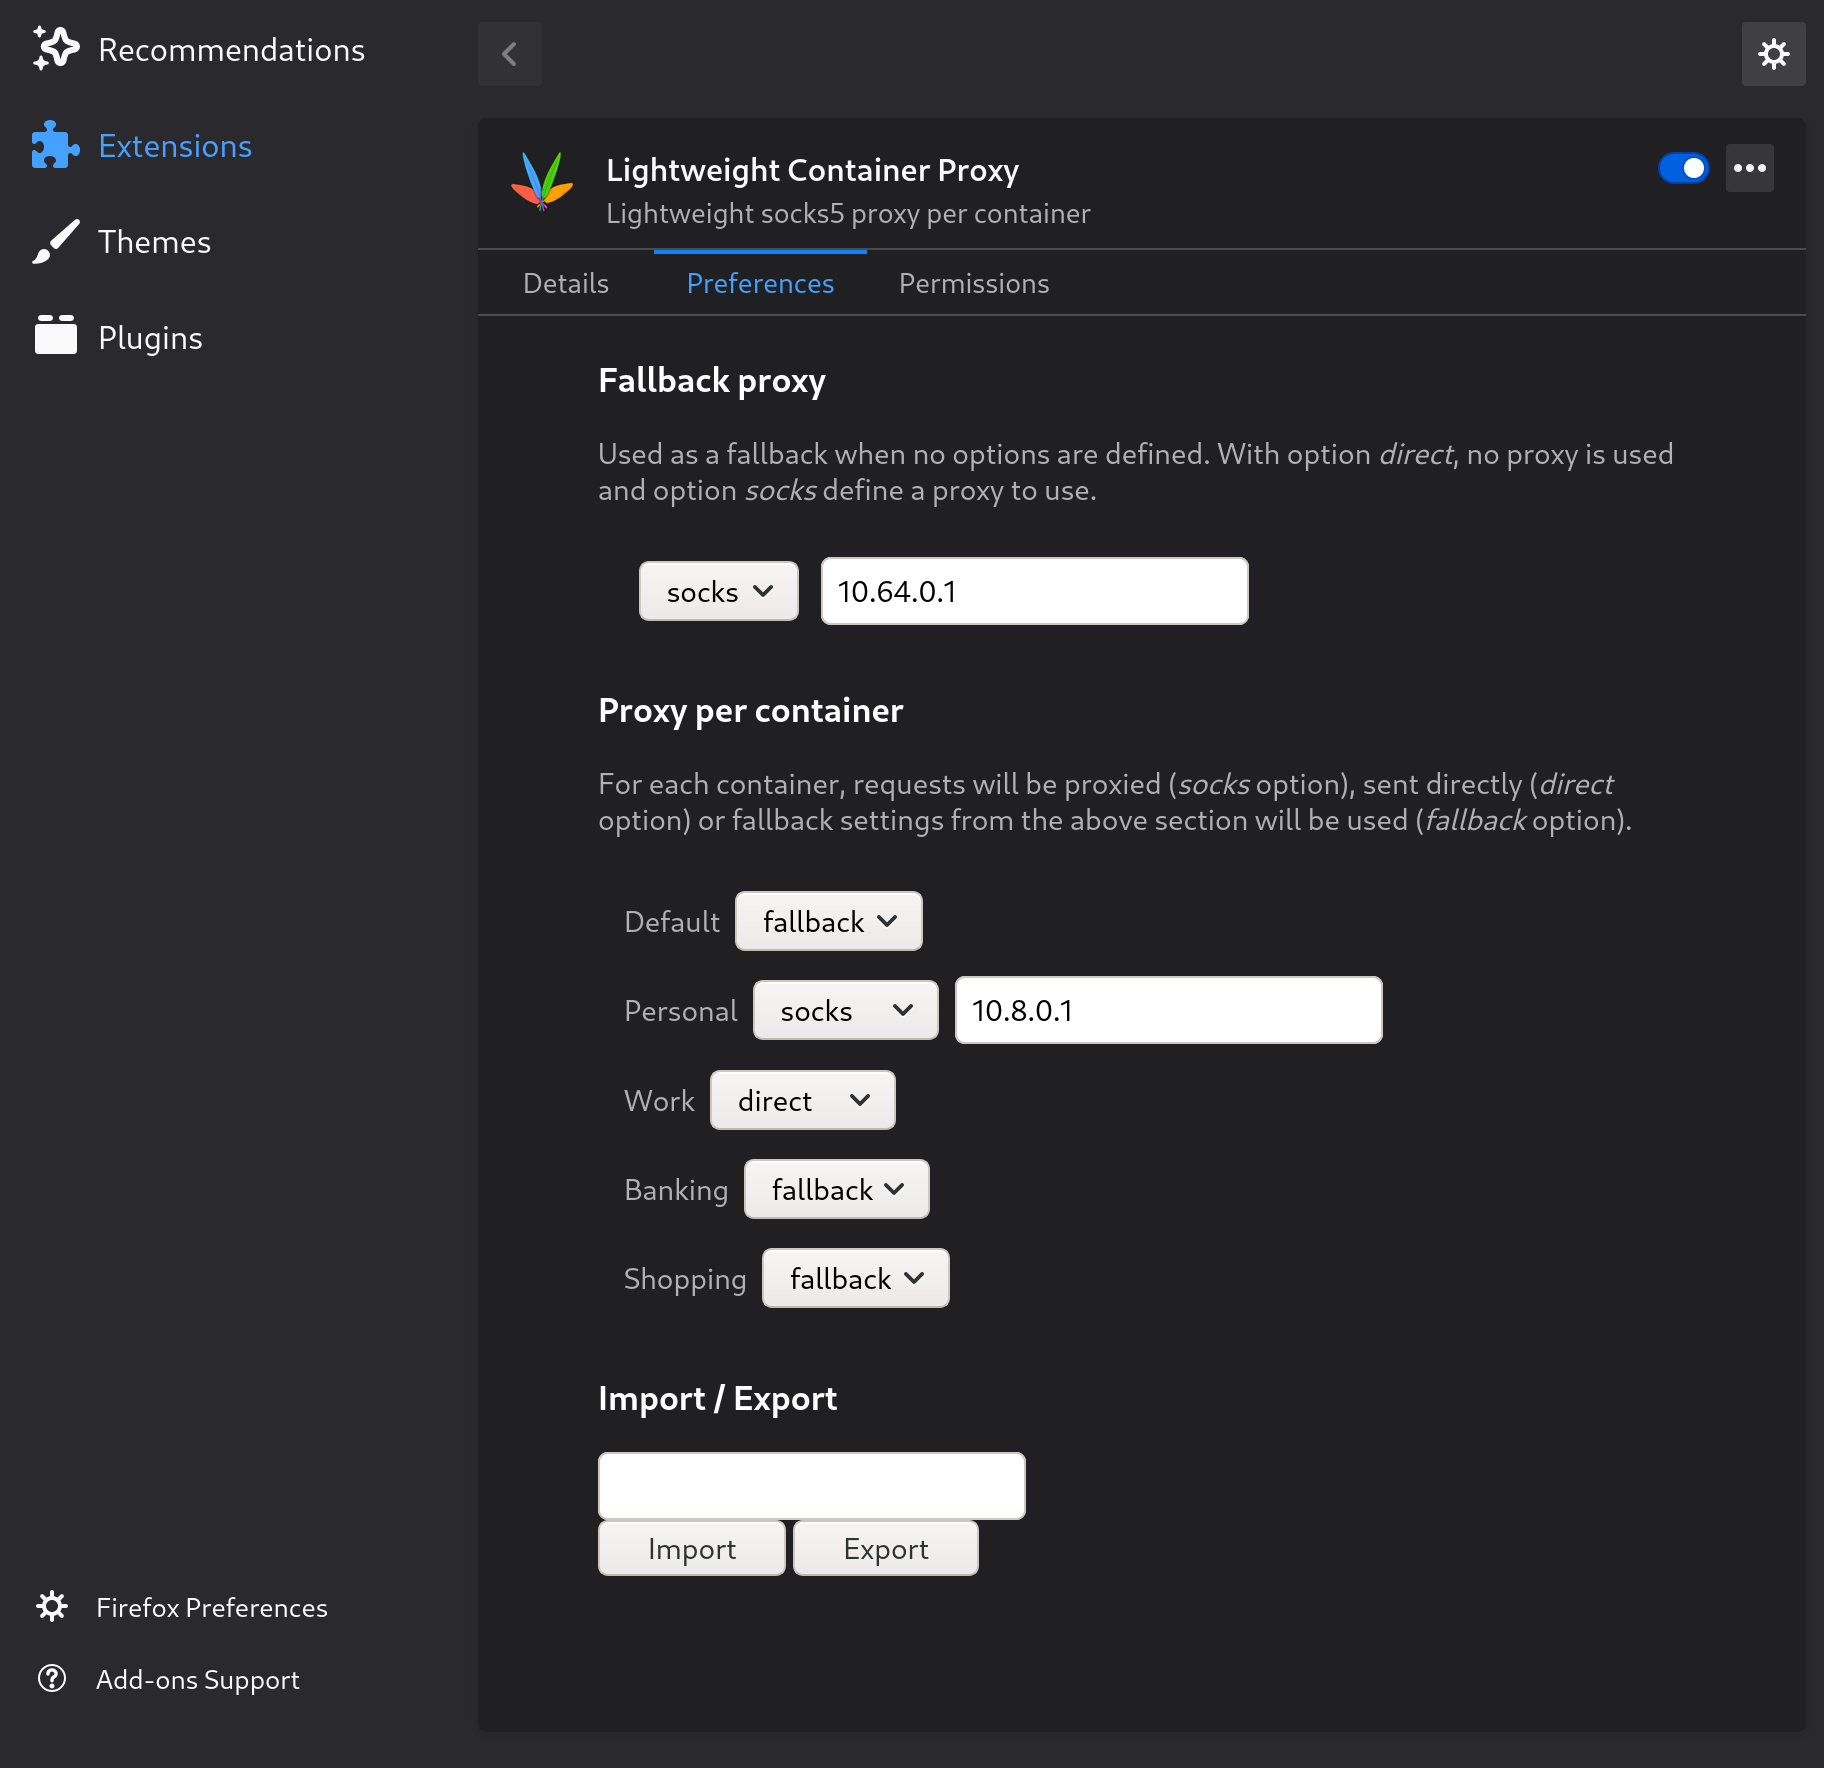 Recommendations
Extensions
Themes
Plugins
Firefox Preferences
Add-ons Support
Lightweight Container Proxy
Lightweight socks5 proxy per container
Details Preferences Permissions
Fallback proxy
Used as a fallback when no options are defined. With option direct, no proxy is used
and option socks define a proxy to use.
socks 10.64.0.1
Proxy per container
For each container, requests will be proxied (socks option), sent directly (direct
option) or fallback settings from the above section will be used (fallback option).
Default fallback
Personal socks 10.8.0.1
Work direct
Banking fallback
Shopping fallback
Import / Export
Import Export